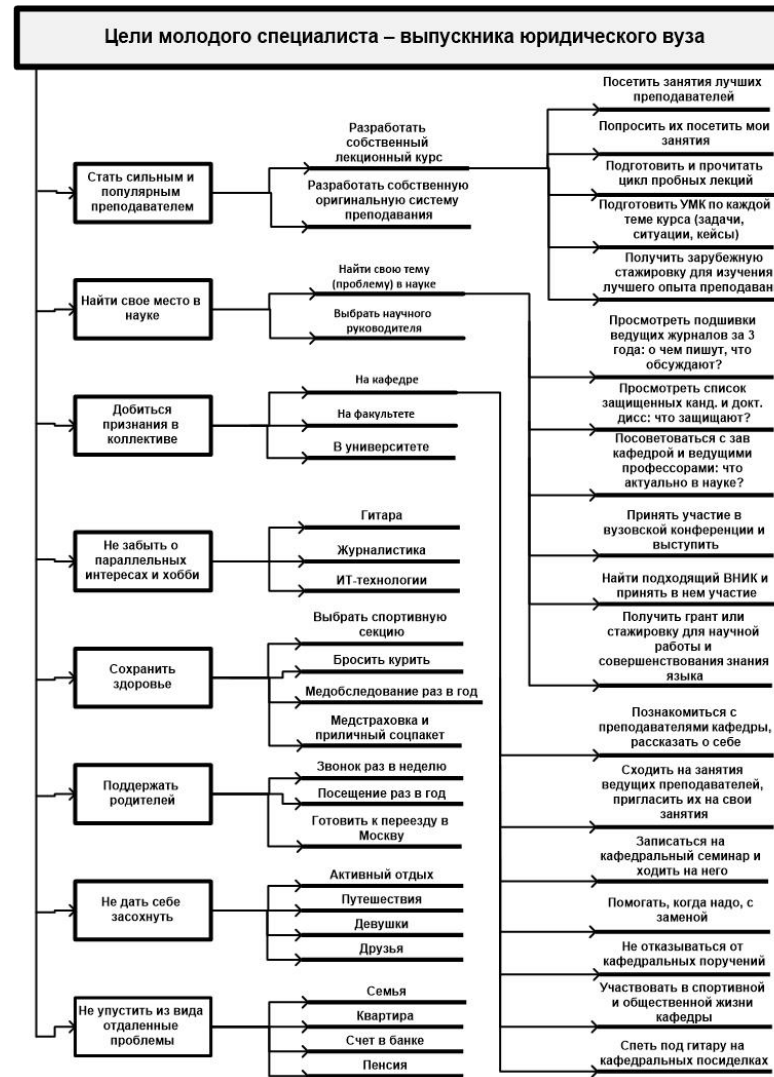 Цели молодого специалиста – выпускника юридического вуза
Стать сильным и
популярным
преподавателем
Разработать
собственный
лекционный курс
Разработать собственную
оригинальную систему
преподавания
Посетить занятия лучших
преподавателей
Попросить их посетить мои
занятия
Подготовить и прочитать
цикл пробных лекций
Подготовить УМК по каждой
теме курса (задачи,
ситуации, кейсы)
Получить зарубежную
стажировку для изучения
лучшего опыта преподаван
Найти свое место в
науке
Найти свою тему
(проблему) в науке
Выбрать научного
руководителя
Просмотреть подшивки
ведущих журналов за 3
года: о чем пишут, что
обсуждают?
Просмотреть список
защищенных канд. и докт.
дисс: что защищают?
Посоветоваться с зав
кафедрой и ведущими
профессорами: что
актуально в науке?
Принять участие в
вузовской конференции и
выступить
Найти подходящий ВНИК и
принять в нем участие
Получить грант или
стажировку для научной
работы и
совершенствования знания
языка
Добиться
признания в
коллективе
На кафедре
На факультете
В университете
Познакомиться с
преподавателями кафедры,
рассказать о себе
Сходить на занятия
ведущих преподавателей,
пригласить их на свои
занятия
Записаться на
кафедральный семинар и
ходить на него
Помогать, когда надо, с
заменой
Не отказываться от
кафедральных поручений
Участвовать в спортивной
и общественной жизни
кафедры
Спеть под гитару на
кафедральных посиделках
Не забыть о
параллельных
интересах и хобби
Гитара
Журналистика
ИТ-технологии
Сохранить
здоровье
Выбрать спортивную
секцию
Бросить курить
Медобследование раз в год
Медстраховка и
приличный соцпакет
Поддержать
родителей
Звонок раз в неделю
Посещение раз в год
Готовить к переезду в
Москву
Не дать себе
засохнуть
Активный отдых
Путешествия
Девушки
Друзья
Не упустить из вида
отдаленные
проблемы
Семья
Квартира
Счет в банке
Пенсия